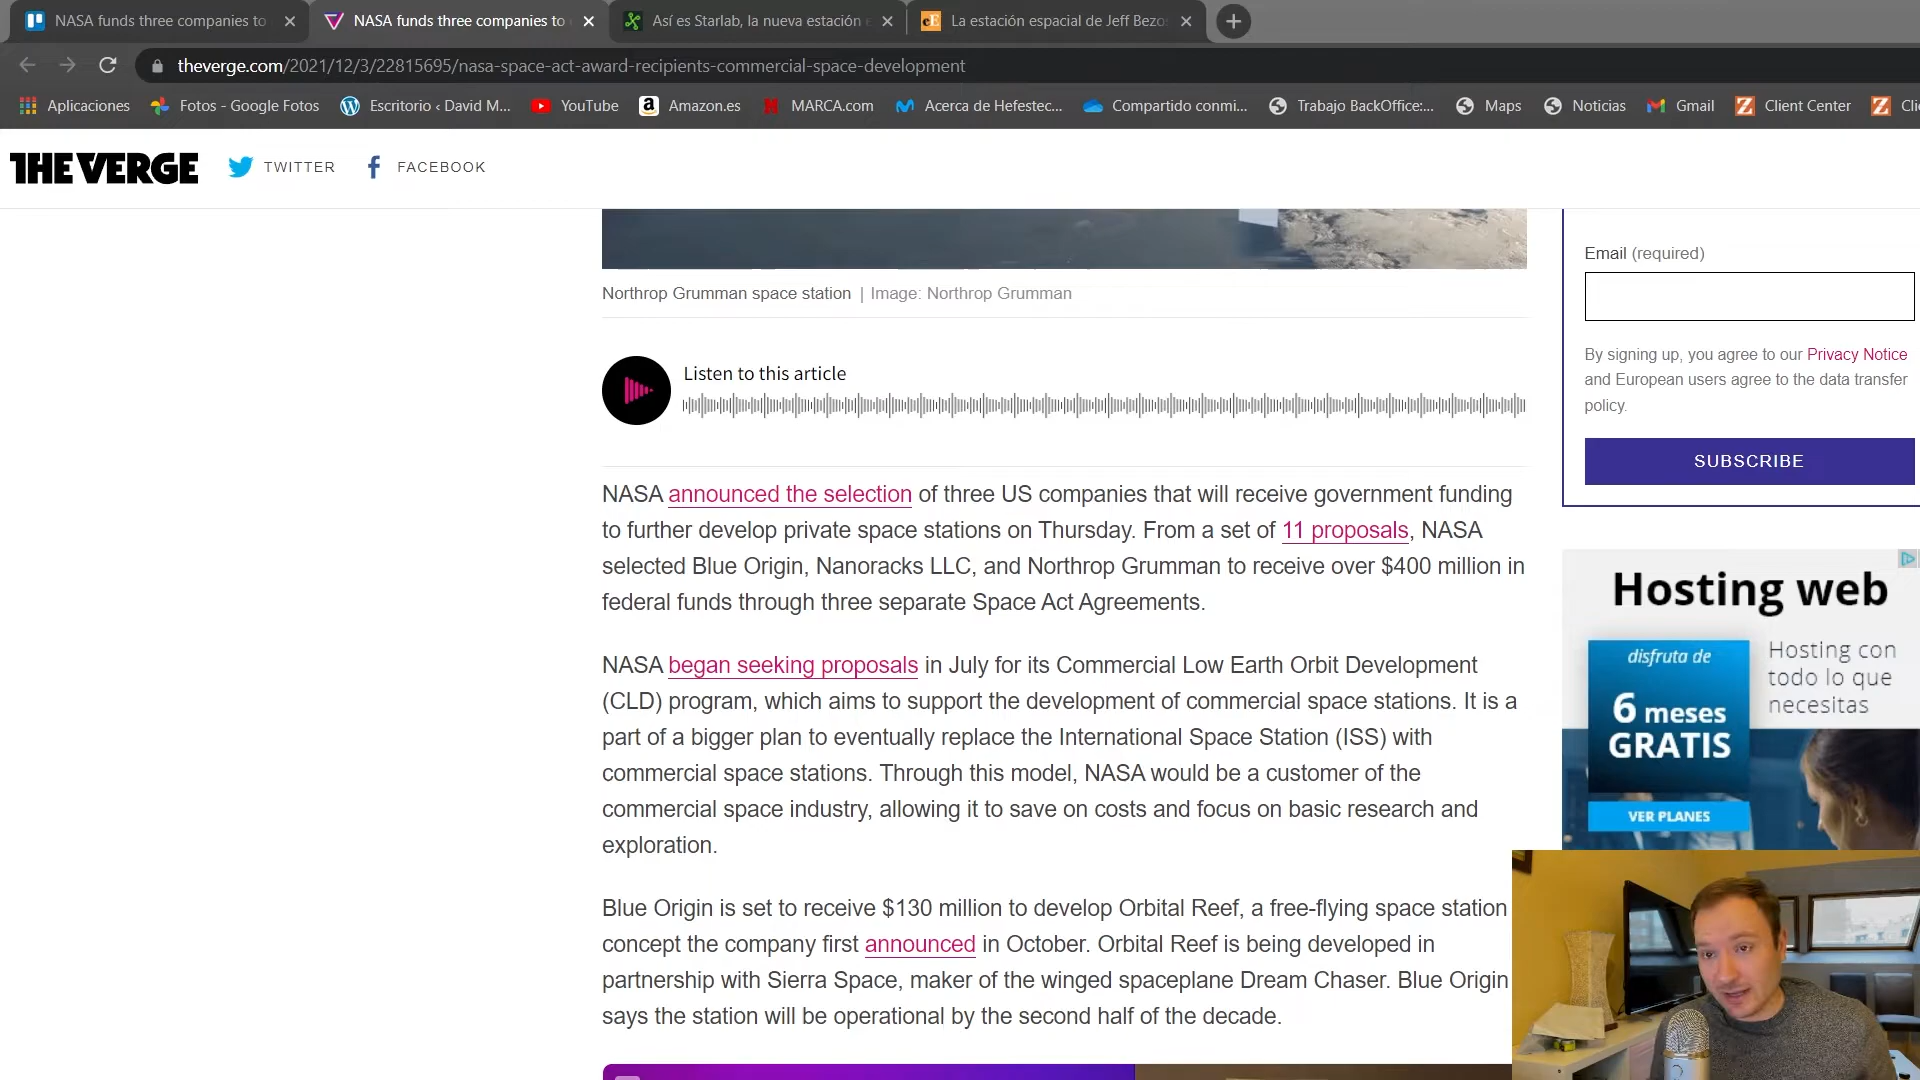 NASA funds three companies to
NASA funds three companies to
Así es Starlab, la nueva estación e
La estación espacial de Jeff Bezo
theverge.com/2021/12/3/22815695/nasa-space-act-award-recipients-commercial-space-development
Aplicaciones
Fotos - Google Fotos
Escritorio ‹ David M...
YouTube
Amazon.es
MARCA.com
Acerca de Hefestec...
Compartido conmi...
Trabajo BackOffice:...
Maps
Noticias
Gmail
Client Center
Cli
THE VERGE
TWITTER
FACEBOOK
Northrop Grumman space station | Image: Northrop Grumman
Listen to this article
NASA announced the selection of three US companies that will receive government funding
to further develop private space stations on Thursday. From a set of 11 proposals, NASA
selected Blue Origin, Nanoracks LLC, and Northrop Grumman to receive over $400 million in
federal funds through three separate Space Act Agreements.
NASA began seeking proposals in July for its Commercial Low Earth Orbit Development
(CLD) program, which aims to support the development of commercial space stations. It is a
part of a bigger plan to eventually replace the International Space Station (ISS) with
commercial space stations. Through this model, NASA would be a customer of the
commercial space industry, allowing it to save on costs and focus on basic research and
exploration.
Blue Origin is set to receive $130 million to develop Orbital Reef, a free-flying space station
concept the company first announced in October. Orbital Reef is being developed in
partnership with Sierra Space, maker of the winged spaceplane Dream Chaser. Blue Origin
says the station will be operational by the second half of the decade.
Email (required)
By signing up, you agree to our Privacy Notice
and European users agree to the data transfer
policy.
SUBSCRIBE
Hosting web
disfruta de
6 meses
GRATIS
VER PLANES
Hosting con
todo lo que
necesitas